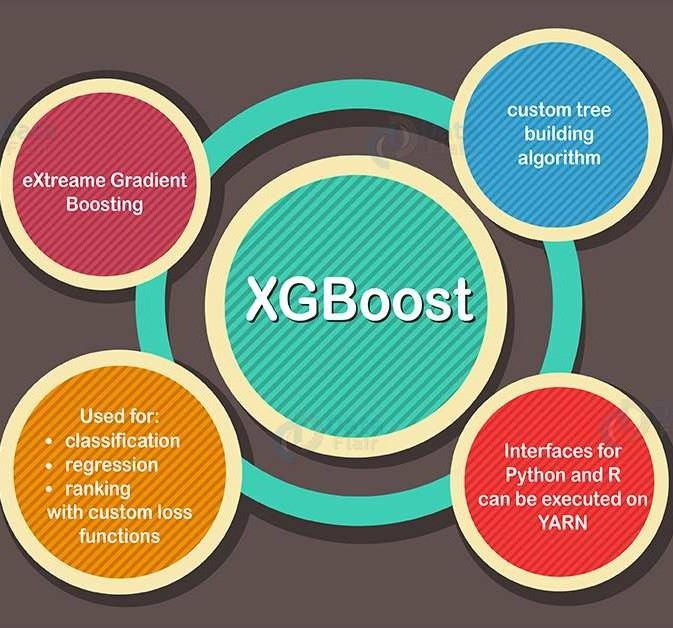 eXtreame Gradient
Boosting
custom tree
building
algorithm
XGBoost
Used for:
• classification
• regression
• ranking
with custom loss
functions
Interfaces for
Python and R
can be executed on
YARN
Flair